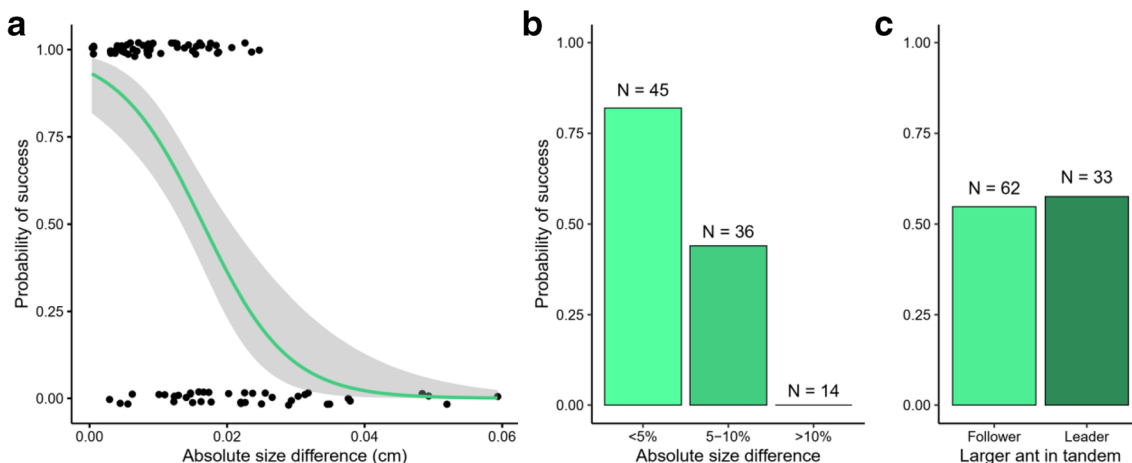 a
Probability of success
1.00
0.75
0.50
0.25
0.00
0.00 0.02 0.04 0.06
Absolute size difference (cm)
b
Probability of success
1.00
0.75
0.50
0.25
0.00
N = 45
N = 36
N = 14
<5% 5−10% >10%
Absolute size difference
c
1.00
0.75
0.50
0.25
0.00
N = 62
N = 33
Follower Leader
Larger ant in tandem